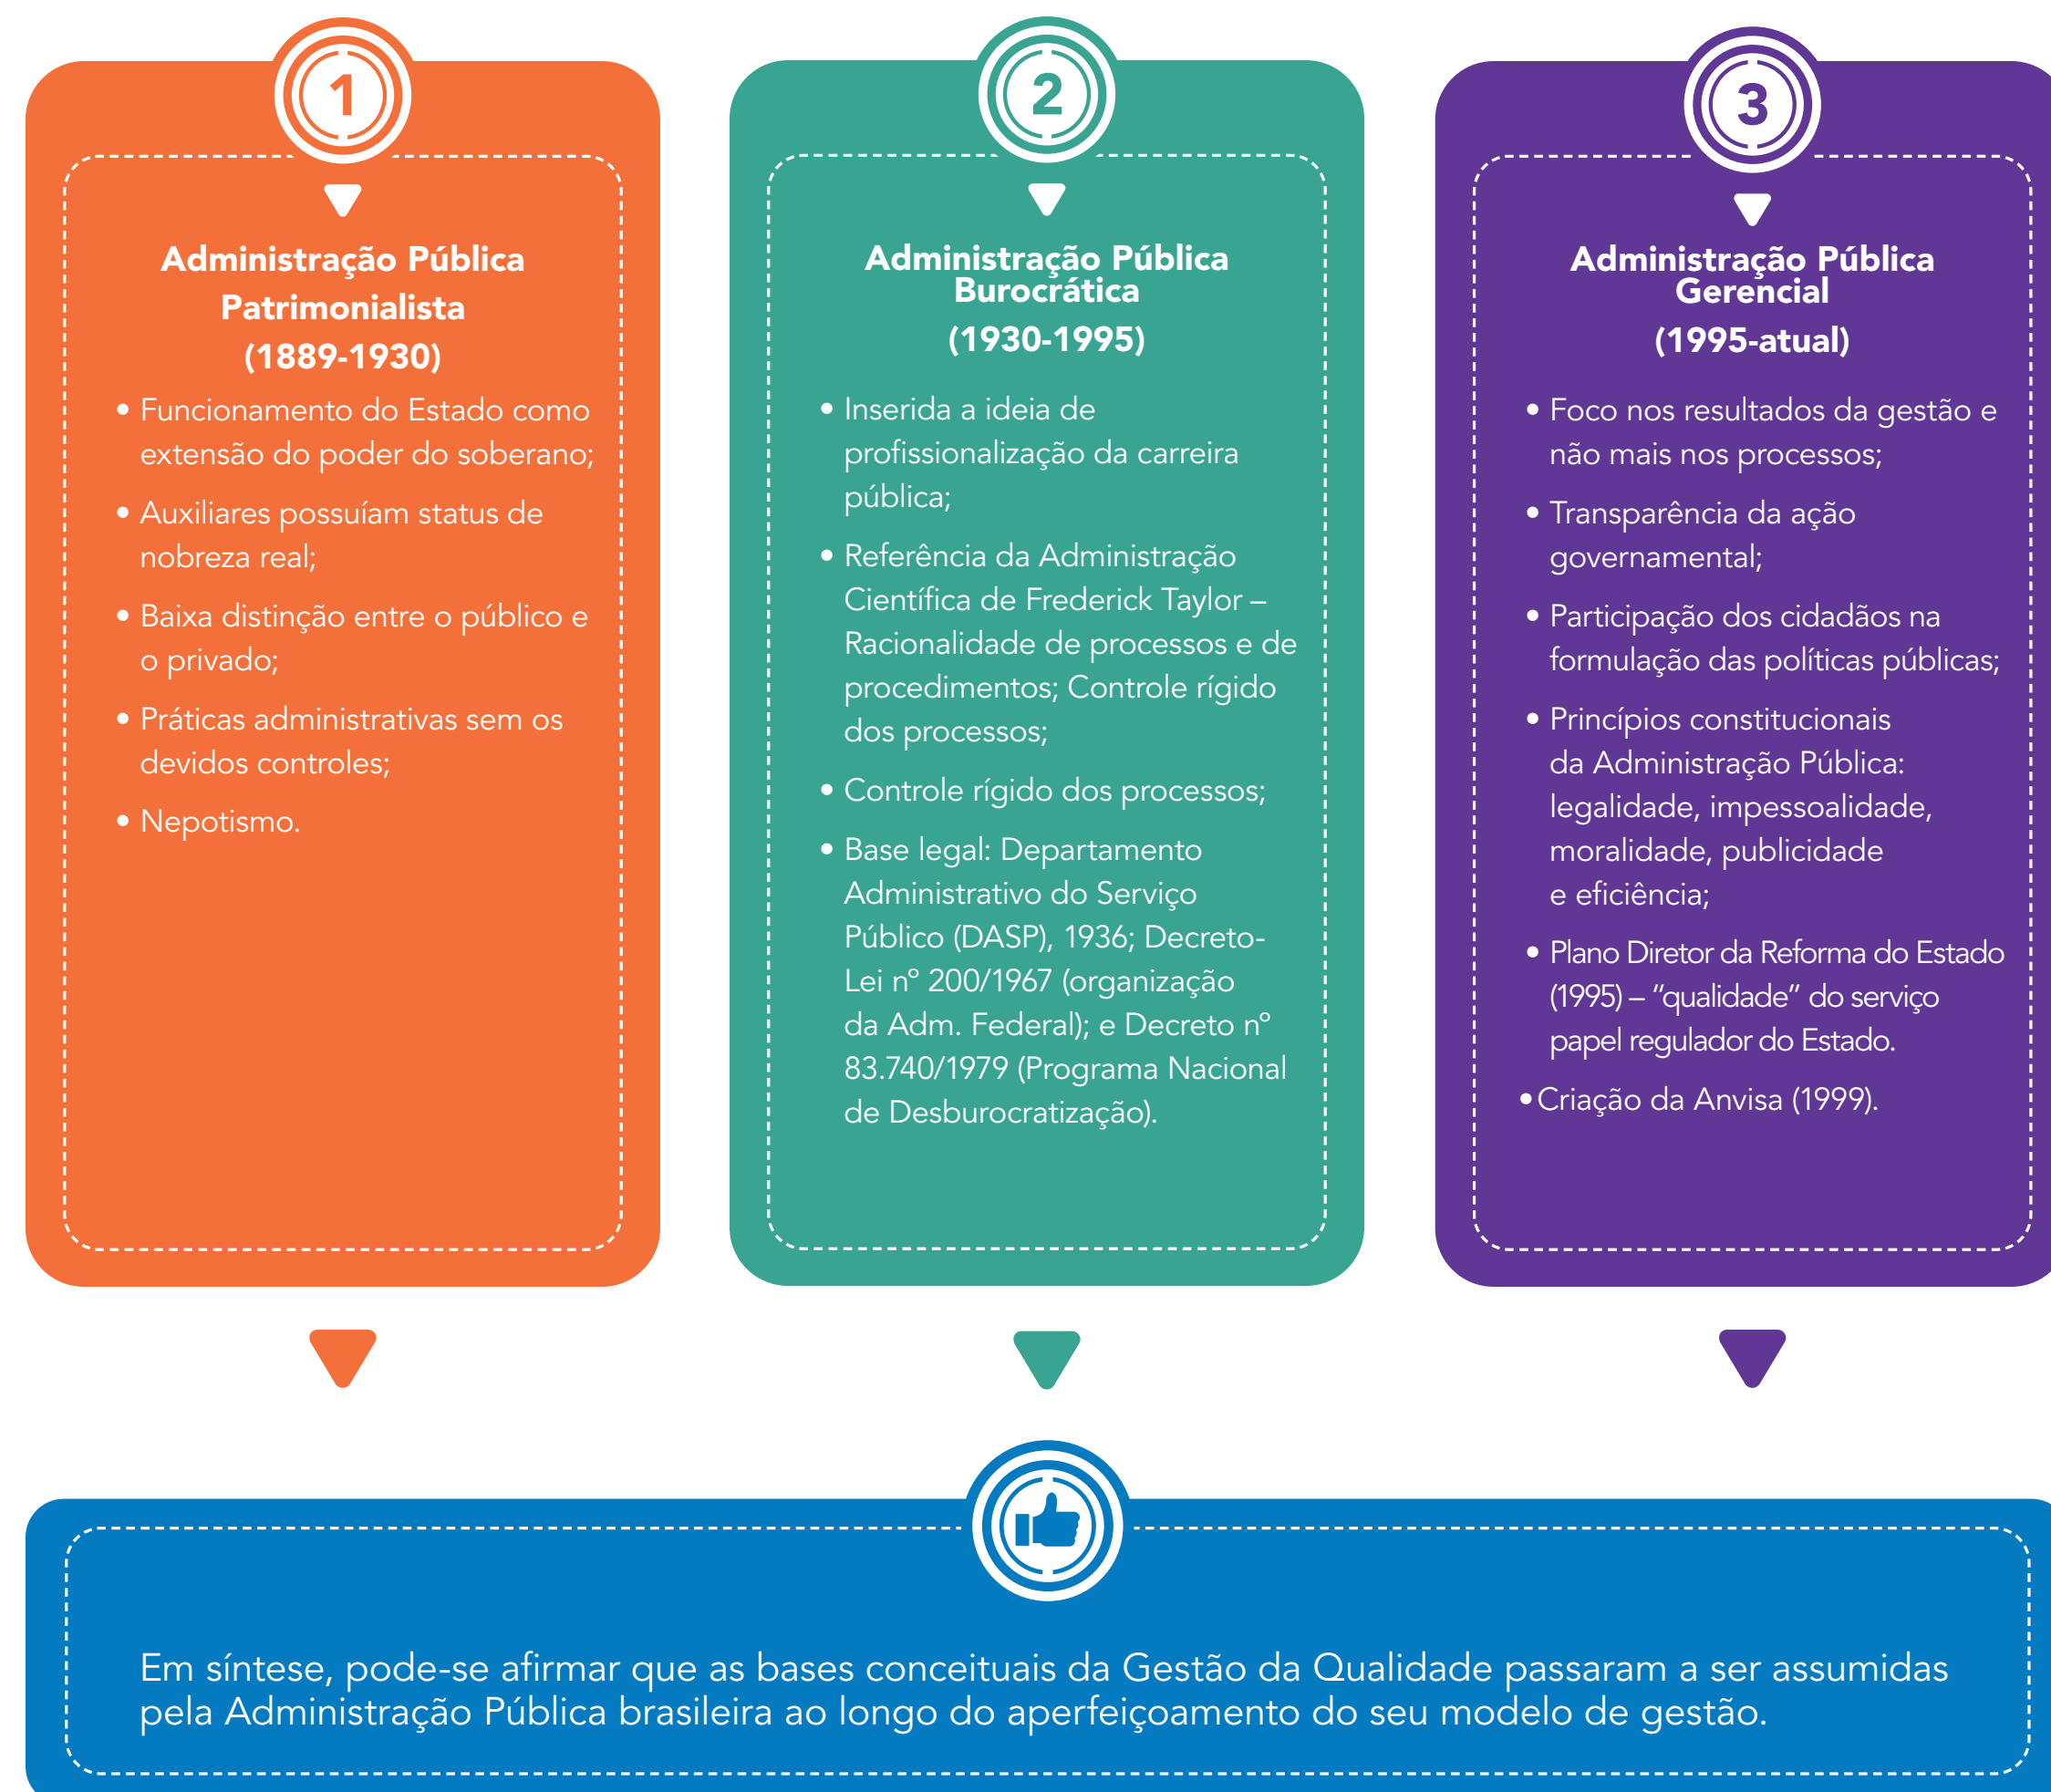 1
Administração Pública
Patrimonialista
(1889-1930)
• Funcionamento do Estado como
extensão do poder do soberano;
• Auxiliares possuíam status de
nobreza real;
• Baixa distinção entre o público e
o privado;
• Práticas administrativas sem os
devidos controles;
• Nepotismo.
2
Administração Pública
Burocrática
(1930-1995)
• Inserida a ideia de
profissionalização da carreira
pública;
• Referência da Administração
Científica de Frederick Taylor –
Racionalidade de processos e de
procedimentos; Controle rígido
dos processos;
• Controle rígido dos processos;
• Base legal: Departamento
Administrativo do Serviço
Público (DASP), 1936; Decreto-
Lei nº 200/1967 (organização
da Adm. Federal); e Decreto nº
83.740/1979 (Programa Nacional
de Desburocratização).
3
Administração Pública
Gerencial
(1995-atual)
• Foco nos resultados da gestão e
não mais nos processos;
• Transparência da ação
governamental;
• Participação dos cidadãos na
formulação das políticas públicas;
• Princípios constitucionais
da Administração Pública:
legalidade, impessoalidade,
moralidade, publicidade
e eficiência;
• Plano Diretor da Reforma do Estado
(1995) – “qualidade” do serviço
papel regulador do Estado.
• Criação da Anvisa (1999).
Em síntese, pode-se afirmar que as bases conceituais da Gestão da Qualidade passaram a ser assumidas
pela Administração Pública brasileira ao longo do aperfeiçoamento do seu modelo de gestão.